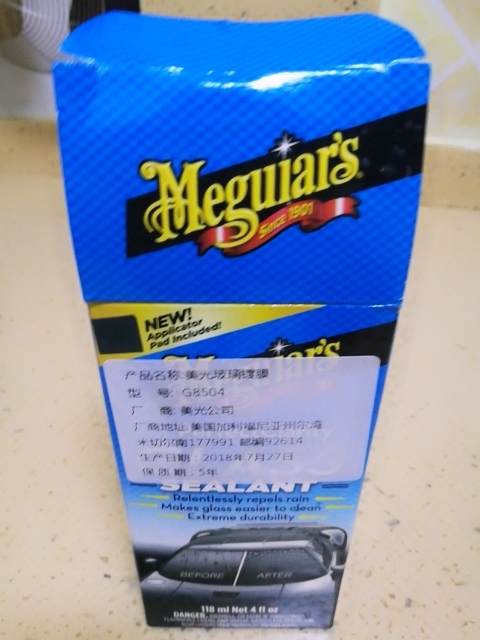 Meguiar's
Since 1901
NEW!
Applicator
Pad Included!
产品名称:美光玻璃镀膜
型 号: G8504
厂 商:美光公司
厂商地址:美国加利福尼亚州尔湾
米切尔南177991 邮编92614
生产日期:2018年7月27日
保质期:5年
SEALANT
Relentlessly repels rain
Makes glass easier to clean
Extreme durability
BEFORE AFTER
118 ml Net 4 fl oz
DANGER.